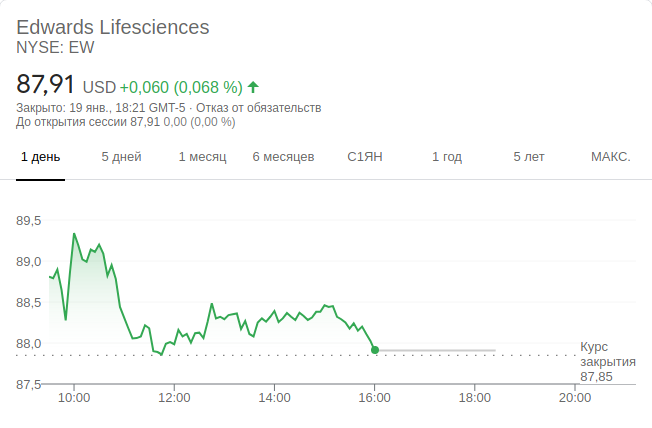 Edwards Lifesciences
NYSE: EW
87,91 USD +0,060 (0,068 %)
Закрыто: 19 янв., 18:21 GMT-5 · Отказ от обязательств
До открытия сессии 87,91 0,00 (0,00 %)
1 день 5 дней 1 месяц 6 месяцев С1ЯН 1 год 5 лет МАКС.
89,5
89,0
88,5
88,0
87,5
Курс
закрытия
87,85
10:00 12:00 14:00 16:00 18:00 20:00